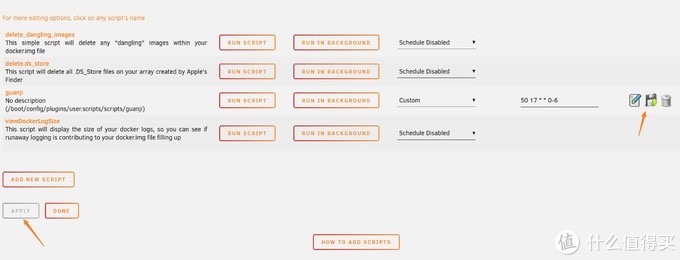 For more editing options, click on any script's name
delete_dangling_images
This simple script will delete any "dangling" images within your
docker.img file
RUN SCRIPT
RUN IN BACKGROUND
Schedule Disabled
delete.ds_store
This script will delete all .DS_Store files on your array created by Apple's
Finder
RUN SCRIPT
RUN IN BACKGROUND
Schedule Disabled
guanji
No description
(/boot/config/plugins/user.scripts/scripts/guanji)
RUN SCRIPT
RUN IN BACKGROUND
Custom
50 17 * * 0-6
viewDockerLogSize
This script will display the size of your docker logs, so you can see if
runaway logging is contributing to your docker.img file filling up
RUN SCRIPT
RUN IN BACKGROUND
Schedule Disabled
ADD NEW SCRIPT
APPLY
DONE
HOW TO ADD SCRIPTS
值 什么值得买